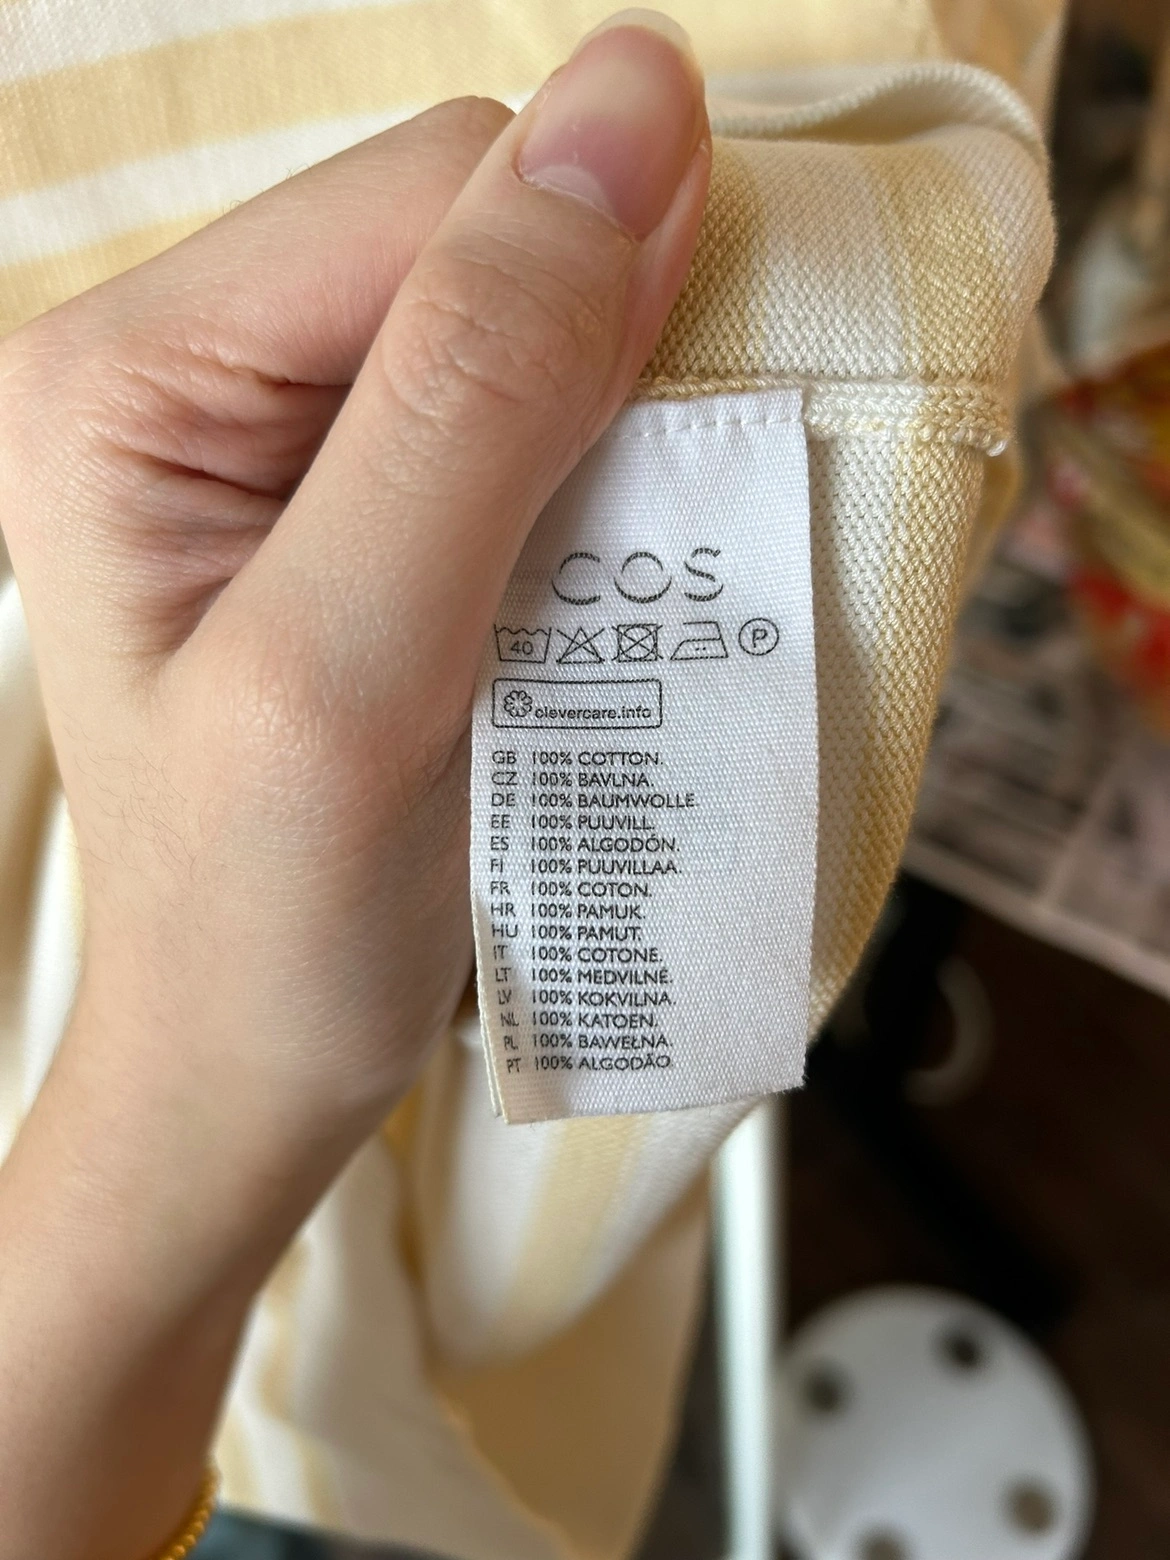 COS
40 P
clevercare.info
GB 100% COTTON.
CZ 100% BAVLNA.
DE 100% BAUMWOLLE.
EE 100% PUUVILL.
ES 100% ALGODÓN.
FI 100% PUUVILLAA.
FR 100% COTON.
HR 100% PAMUK.
HU 100% PAMUT.
IT 100% COTONE.
LT 100% MEDVILNĖ.
LV 100% KOKVILNA.
NL 100% KATOEN.
PL 100% BAWEŁNA.
PT 100% ALGODÃO.